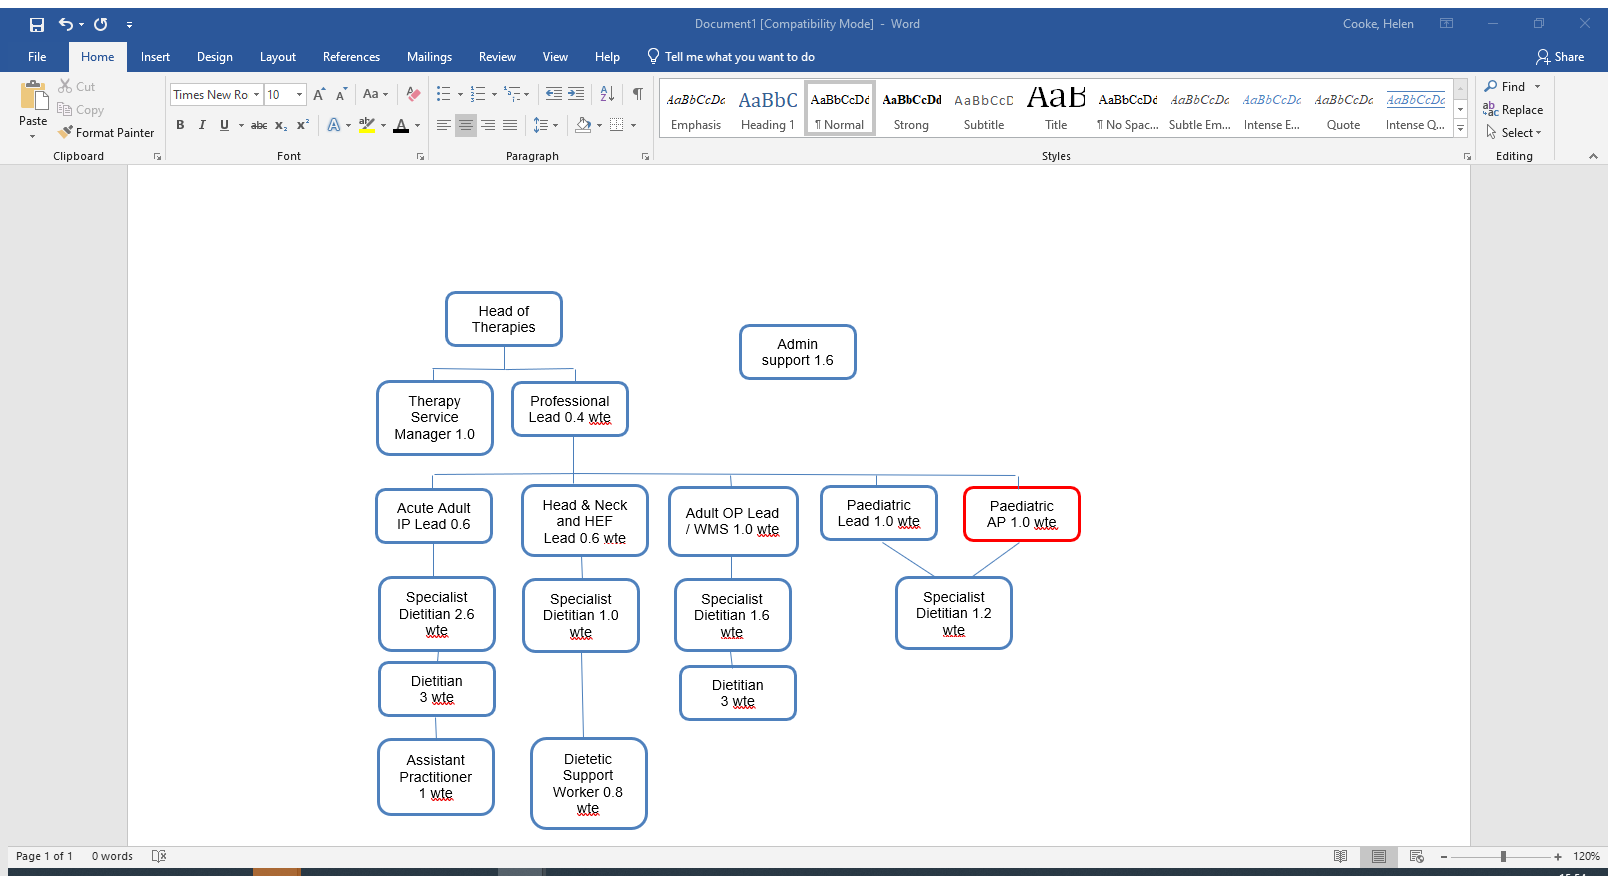 Document1 [Compatibility Mode] - Word
Cooke, Helen
File
Home
Insert
Design
Layout
References
Mailings
Review
View
Help
Tell me what you want to do
Share
Paste
Cut
Copy
Format Painter
Clipboard
Times New Ro
10
Aa
B I U abc x₂ x²
Font
Paragraph
AaBbCcDc
Emphasis
AaBbC
Heading 1
AaBbCcDd
¶ Normal
AaBbCcDd
Strong
AaBbCcD
Subtitle
AaB
Title
AaBbCcDd
¶ No Spac...
AaBbCcDc
Subtle Em...
AaBbCcDc
Intense E...
AaBbCcDc
Quote
AaBbCcDc
Intense Q...
Styles
Find
Replace
Select
Editing
Head of
Therapies
Admin
support 1.6
Therapy
Service
Manager 1.0
Professional
Lead 0.4 wte
Acute Adult
IP Lead 0.6
Head & Neck
and HEF
Lead 0.6 wte
Adult OP Lead
/ WMS 1.0 wte
Paediatric
Lead 1.0 wte
Paediatric
AP 1.0 wte
Specialist
Dietitian 2.6
wte
Specialist
Dietitian 1.0
wte
Specialist
Dietitian 1.6
wte
Specialist
Dietitian 1.2
wte
Dietitian
3 wte
Dietitian
3 wte
Assistant
Practitioner
1 wte
Dietetic
Support
Worker 0.8
wte
Page 1 of 1
0 words
120%